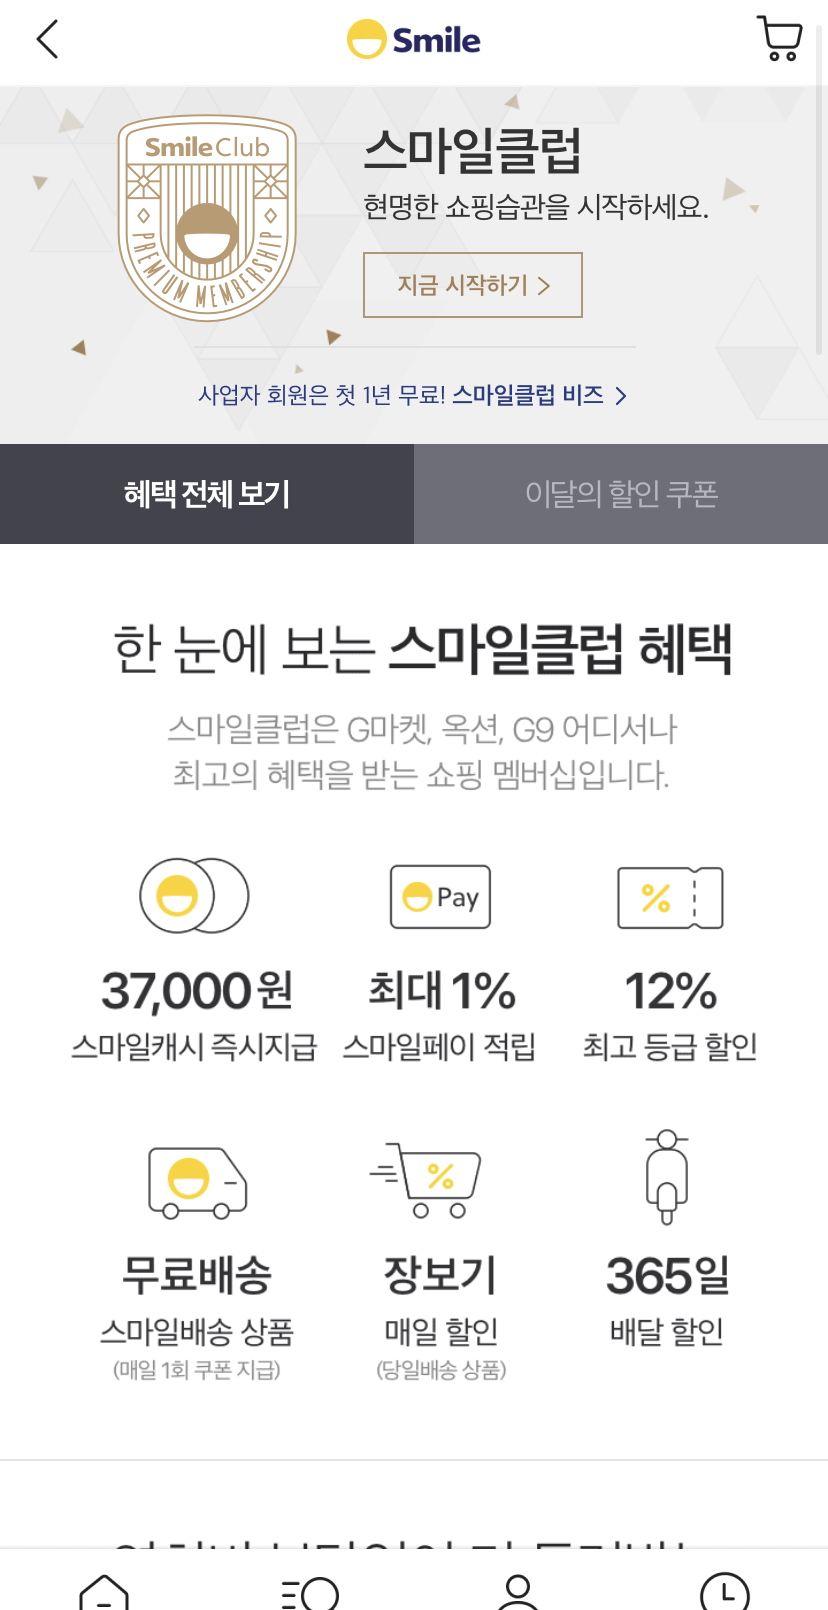 Smile
SmileClub
PREMIUM MEMBERSHIP
스마일클럽
현명한 쇼핑습관을 시작하세요.
지금 시작하기 >
사업자 회원은 첫 1년 무료! 스마일클럽 비즈 >
혜택 전체 보기
이달의 할인 쿠폰
한 눈에 보는 스마일클럽 혜택
스마일클럽은 G마켓, 옥션, G9 어디서나
최고의 혜택을 받는 쇼핑 멤버십입니다.
Pay
%
37,000원
최대 1%
12%
스마일캐시 즉시지급
스마일페이 적립
최고 등급 할인
%
무료배송
장보기
365일
스마일배송 상품
매일 할인
배달 할인
(매일 1회 쿠폰 지급)
(당일배송 상품)